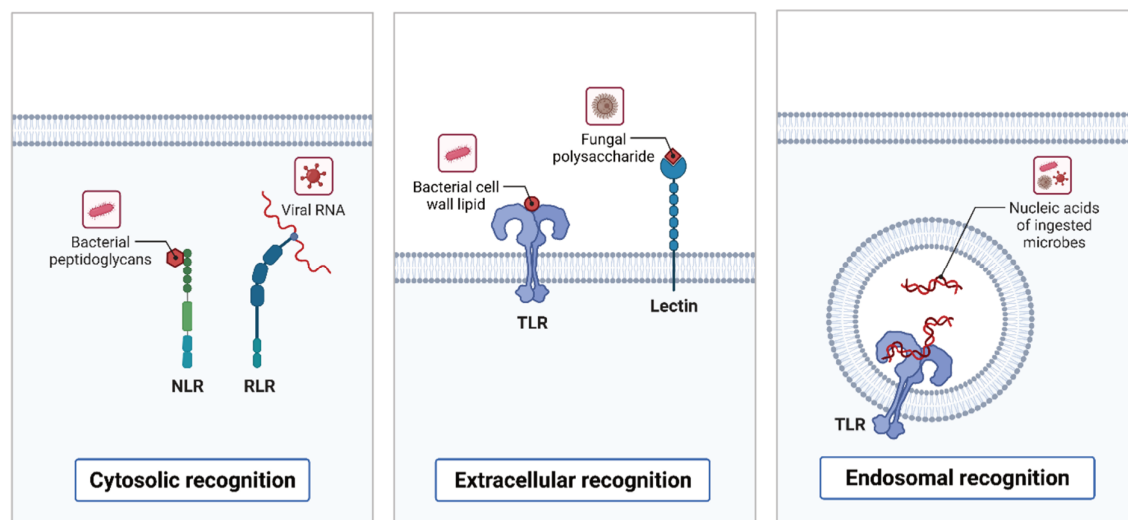 Viral RNA
Bacterial
peptidoglycans
NLR
RLR
Cytosolic recognition
Fungal
polysaccharide
Bacterial cell
wall lipid
TLR
Lectin
Extracellular recognition
Nucleic acids
of ingested
microbes
TLR
Endosomal recognition